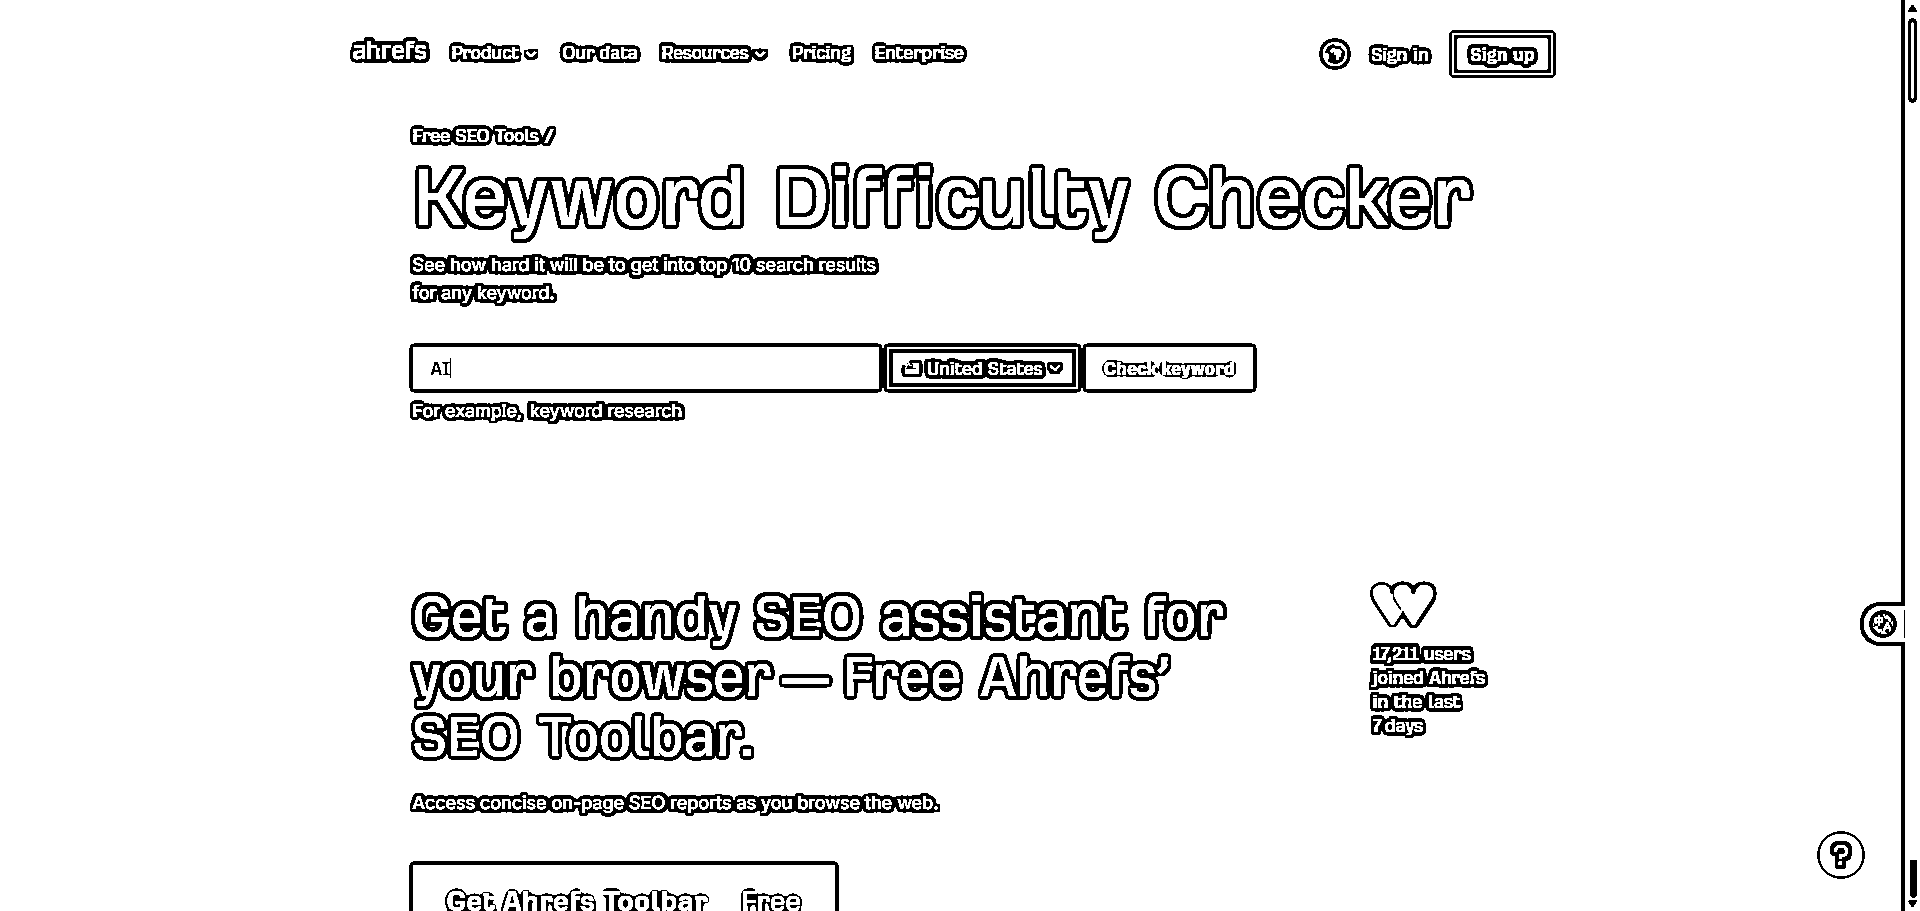 ahrefs Product Our data Resources Pricing Enterprise Sign in Sign up
Free SEO Tools /
Keyword Difficulty Checker
See how hard it will be to get into top 10 search results
for any keyword.
AI United States Check keyword
For example, keyword research
Get a handy SEO assistant for
your browser — Free Ahrefs’
SEO Toolbar.
17,211 users
joined Ahrefs
in the last
7 days
Access concise on-page SEO reports as you browse the web.
Get Ahrefs Toolbar Free
?